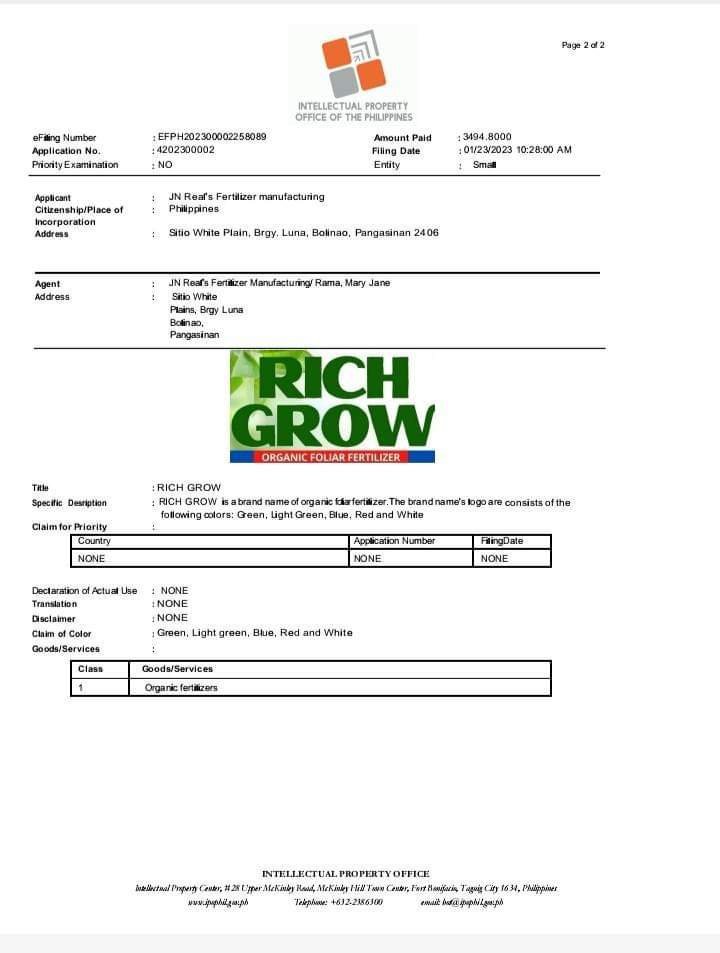 Page 2 of 2
INTELLECTUAL PROPERTY
OFFICE OF THE PHILIPPINES
eFiling Number : EFPH202300002258089 Amount Paid : 3494.8000
Application No. : 4202300002 Filing Date : 01/23/2023 10:28:00 AM
Priority Examination : NO Entity : Small
Applicant : JN Reaf's Fertilizer manufacturing
Citizenship/Place of : Philippines
Incorporation
Address : Sitio White Plain, Brgy. Luna, Bolinao, Pangasinan 2406
Agent : JN Reaf's Fertilizer Manufacturing/ Rama, Mary Jane
Address : Sitio White
Plains, Brgy Luna
Bolinao,
Pangasinan
RICH
GROW
ORGANIC FOLIAR FERTILIZER
Title : RICH GROW
Specific Desription : RICH GROW is a brand name of organic foliar fertilizer.The brand name's logo are consists of the
following colors: Green, Light Green, Blue, Red and White
Claim for Priority :
Country Application Number FilingDate
NONE NONE NONE
Declaration of Actual Use : NONE
Translation : NONE
Disclaimer : NONE
Claim of Color : Green, Light green, Blue, Red and White
Goods/Services :
Class Goods/Services
1 Organic fertilizers
INTELLECTUAL PROPERTY OFFICE
Intellectual Property Center, #28 Upper McKinley Road, McKinley Hill Town Center, Fort Bonifacio, Taguig City 1634, Philippines
www.ipophil.gov.ph Telephone: +632-2386300 email: bot@ipophil.gov.ph